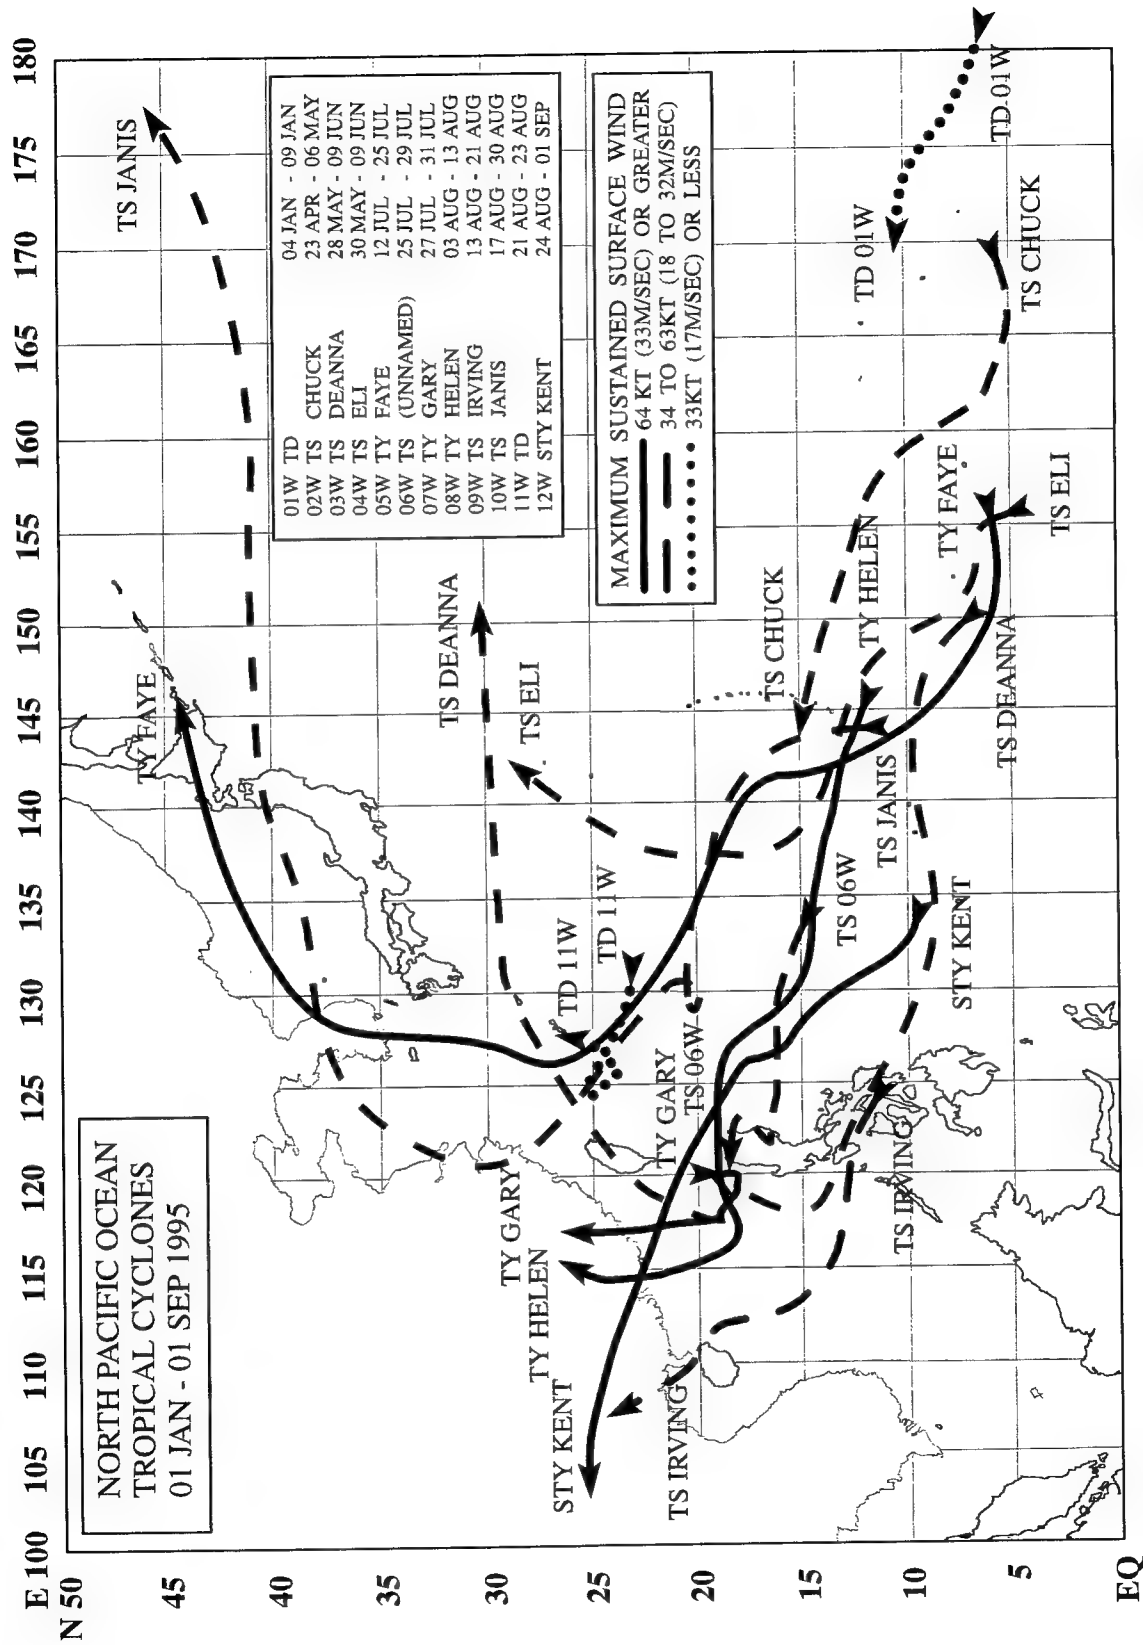 NORTH PACIFIC OCEAN
TROPICAL CYCLONES
01 JAN - 01 SEP 1995
E 100 105 110 115 120 125 130 135 140 145 150 155 160 165 170 175 180
N 50
45
40
35
30
25
20
15
10
5
EQ
01W TD 04 JAN - 09 JAN
02W TS CHUCK 23 APR - 06 MAY
03W TS DEANNA 28 MAY - 09 JUN
04W TS ELI 30 MAY - 09 JUN
05W TY FAYE 12 JUL - 25 JUL
06W TS (UNNAMED) 25 JUL - 29 JUL
07W TY GARY 27 JUL - 31 JUL
08W TY HELEN 03 AUG - 13 AUG
09W TS IRVING 13 AUG - 21 AUG
10W TS JANIS 17 AUG - 30 AUG
11W TD 21 AUG - 23 AUG
12W STY KENT 24 AUG - 01 SEP
MAXIMUM SUSTAINED SURFACE WIND
64 KT (33M/SEC) OR GREATER
34 TO 63KT (18 TO 32M/SEC)
33KT (17M/SEC) OR LESS
TS JANIS
TY FAYE
TS DEANNA
TS ELI
TD 11W
TD 11W
TY GARY
TY HELEN
STY KENT
TS IRVING
TY GARY
TS 06W
TS CHUCK
TS 06W
TS JANIS
TY HELEN
TY FAYE
TD 01W
TS IRVING
STY KENT
TS DEANNA
TS ELI
TS CHUCK
TD 01W